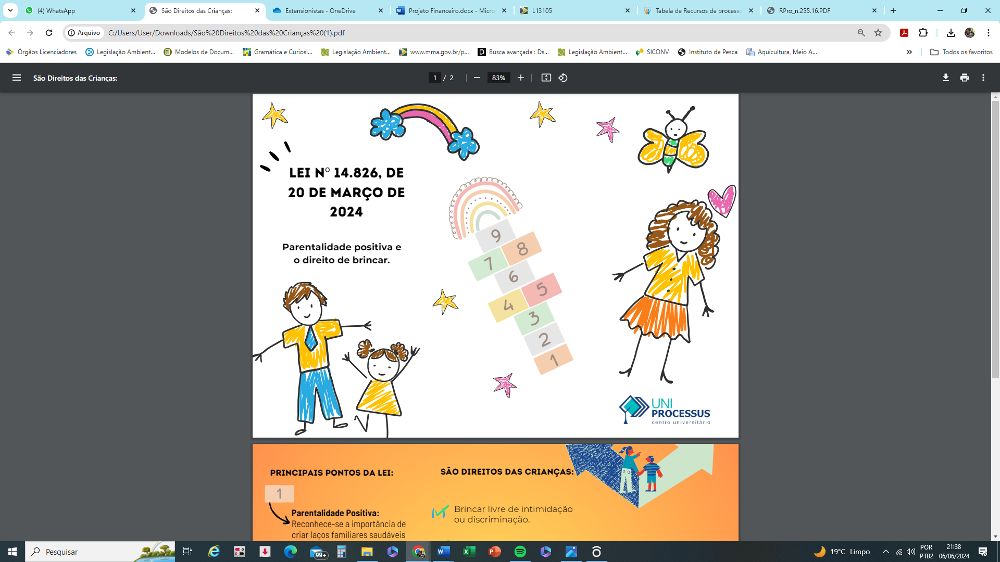 (4) WhatsApp
São Direitos das Crianças:
Extensionistas - OneDrive
Projeto Financeiro.docx - Micro
L13105
Tabela de Recursos de processo
RPro_n.255.16.PDF
Arquivo
C:/Users/User/Downloads/São%20Direitos%20das%20Crianças%20(1).pdf
Órgãos Licenciadores
Legislação Ambient...
Modelos de Docum...
Gramática e Curiosi...
Legislação Ambient...
www.mma.gov.br/p...
Busca avançada : Ds...
Legislação Ambient...
SICONV
Instituto de Pesca
Aquicultura, Meio A...
Todos os favoritos
São Direitos das Crianças:
1 / 2
83%
LEI Nº 14.826, DE
20 DE MARÇO DE
2024
Parentalidade positiva e
o direito de brincar.
9
8
7
6
5
4
3
2
1
UNI
PROCESSUS
centro universitário
PRINCIPAIS PONTOS DA LEI:
1
Parentalidade Positiva:
Reconhece-se a importância de
criar laços familiares saudáveis
SÃO DIREITOS DAS CRIANÇAS:
Brincar livre de intimidação
ou discriminação.
Pesquisar
99+
19°C Limpo
POR
PTB2
21:38
06/06/2024